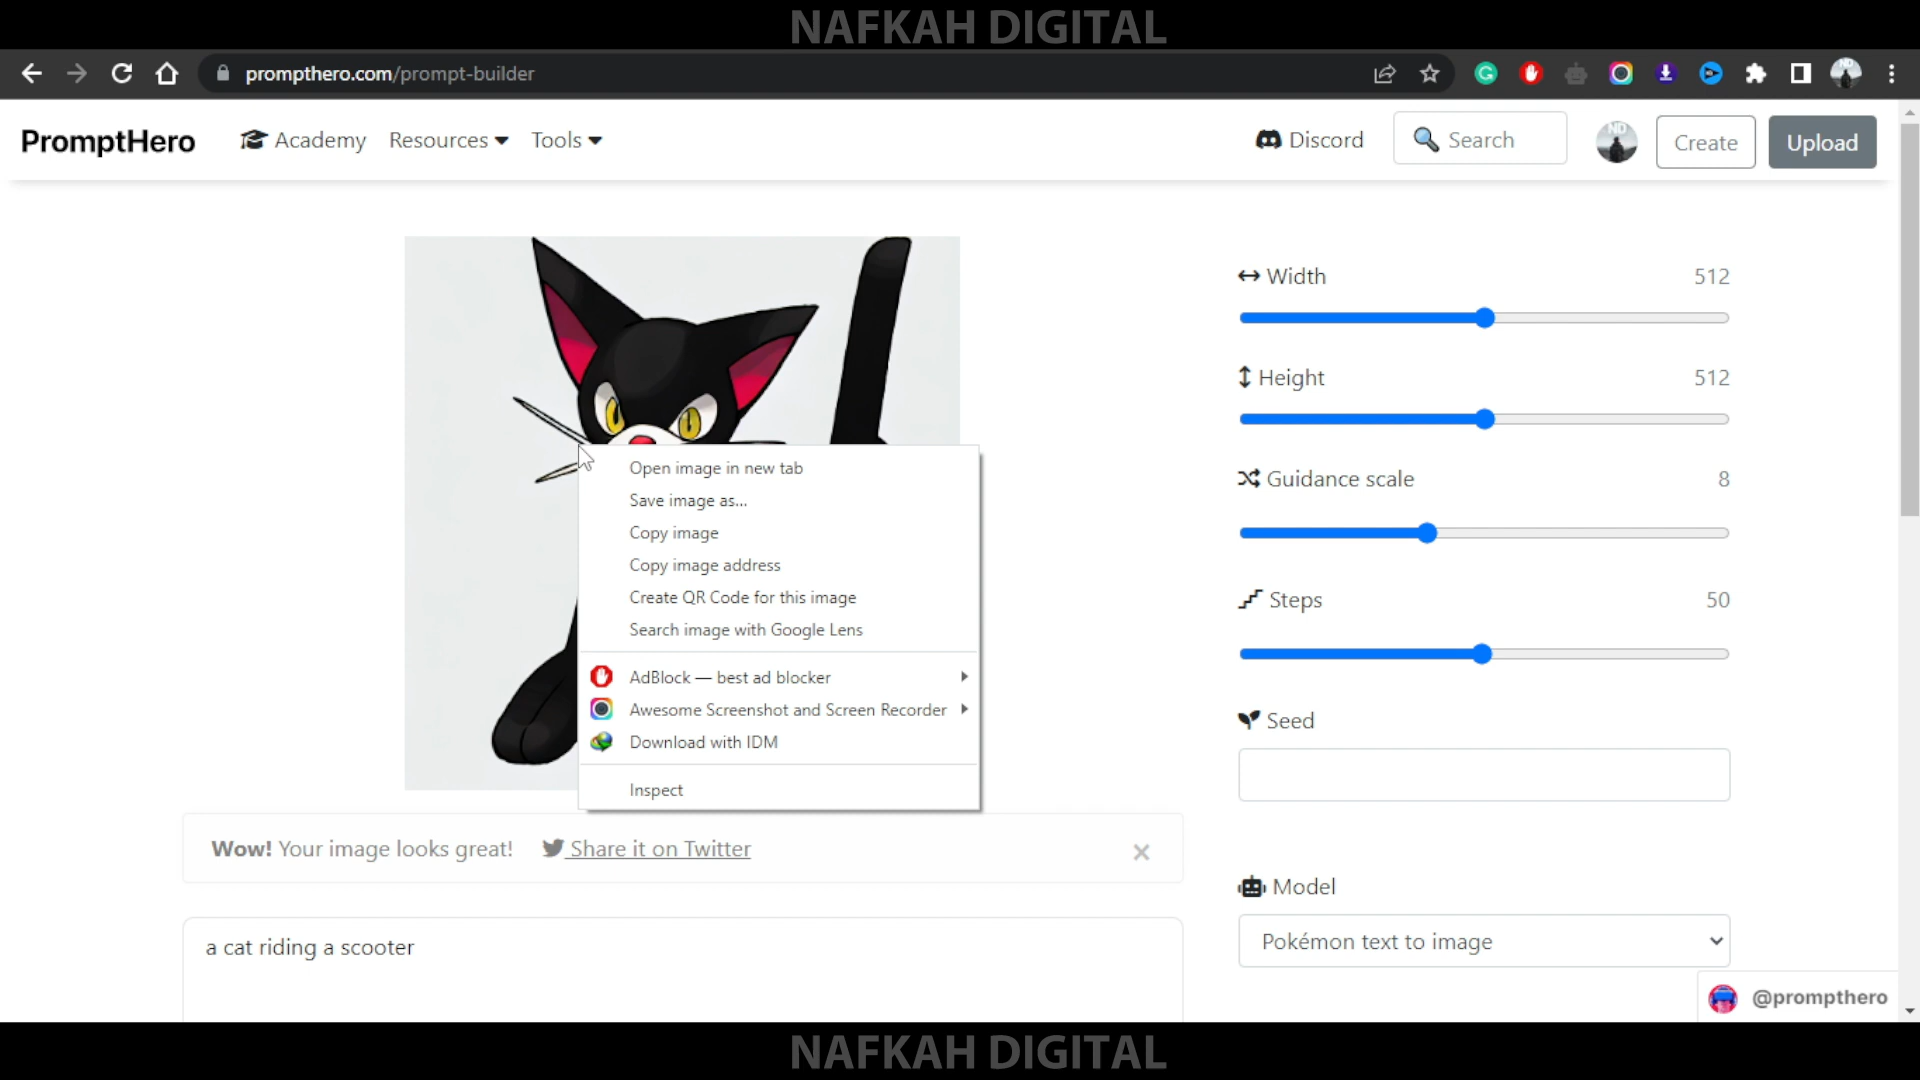 NAFKAH DIGITAL
prompthero.com/prompt-builder
PromptHero
Academy
Resources
Tools
Discord
Search
ND
Create
Upload
Width
512
Height
512
Guidance scale
8
Steps
50
Seed
Model
Pokémon text to image
Open image in new tab
Save image as...
Copy image
Copy image address
Create QR Code for this image
Search image with Google Lens
AdBlock — best ad blocker
Awesome Screenshot and Screen Recorder
Download with IDM
Inspect
Wow! Your image looks great! Share it on Twitter
a cat riding a scooter
@prompthero
NAFKAH DIGITAL